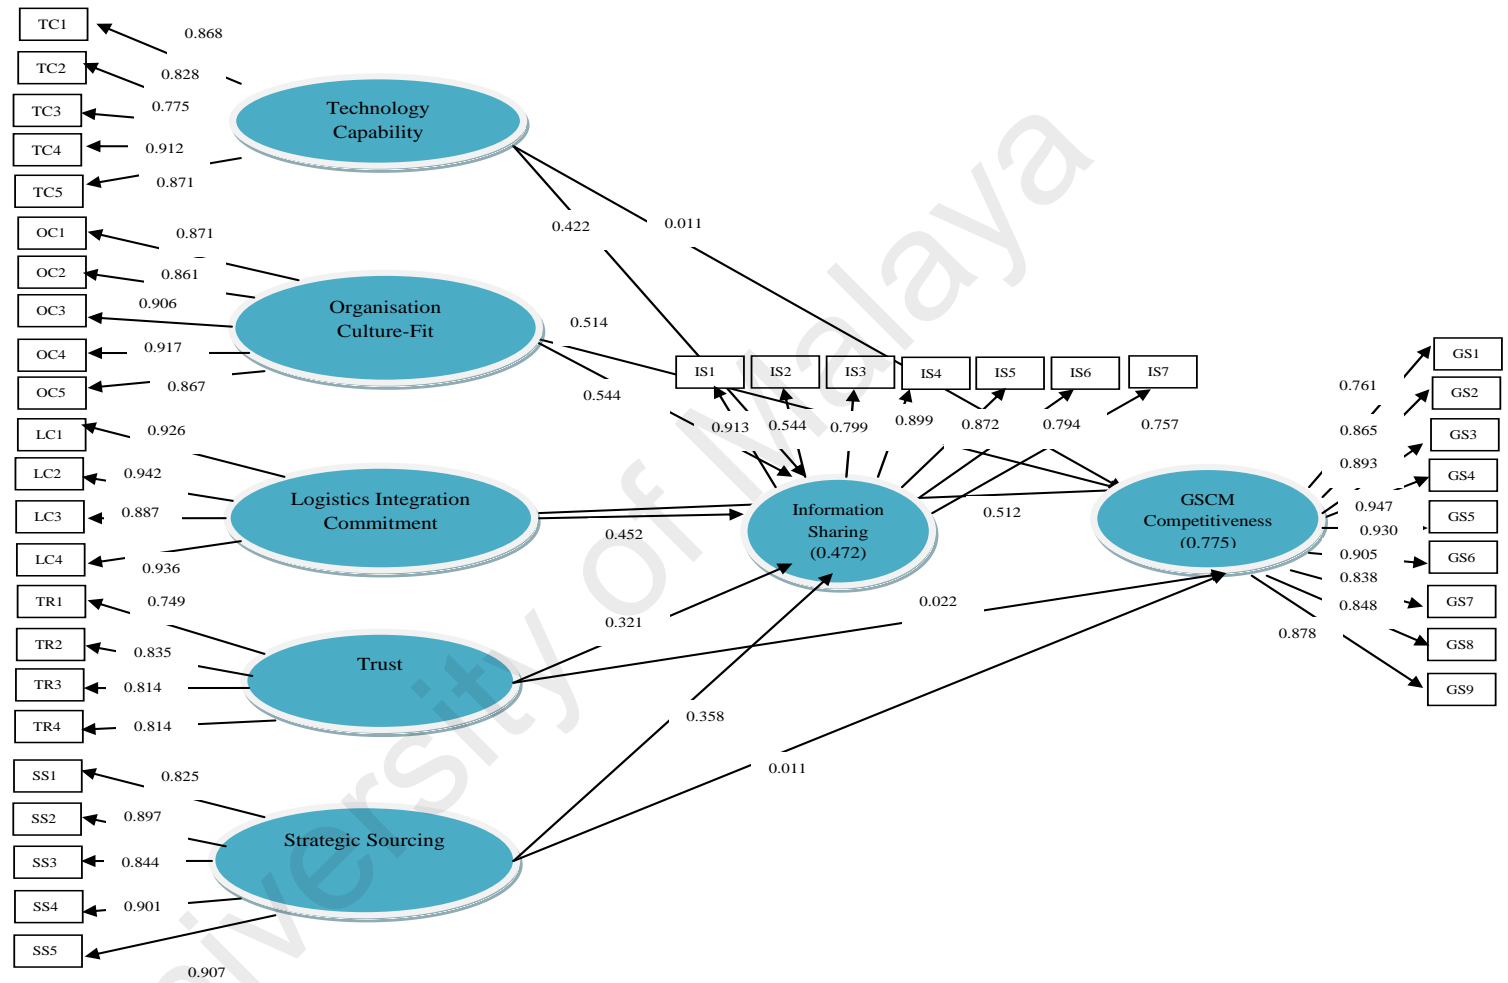 TC1
0.868
TC2
0.828
TC3
0.775
TC4
0.912
TC5
0.871
Technology
Capability
OC1
0.871
OC2
0.861
OC3
0.906
OC4
0.917
OC5
0.867
Organisation
Culture-Fit
LC1
0.926
LC2
0.942
LC3
0.887
LC4
0.936
Logistics Integration
Commitment
TR1
0.749
TR2
0.835
TR3
0.814
TR4
0.814
Trust
SS1
0.825
SS2
0.897
SS3
0.844
SS4
0.901
SS5
0.907
Strategic Sourcing
0.422
0.011
0.514
0.544
0.452
0.321
0.022
0.358
0.011
0.512
IS1
IS2
IS3
IS4
IS5
IS6
IS7
0.913
0.544
0.799
0.899
0.872
0.794
0.757
Information
Sharing
(0.472)
GSCM
Competitiveness
(0.775)
GS1
0.761
GS2
0.865
GS3
0.893
GS4
0.947
GS5
0.930
GS6
0.905
GS7
0.838
GS8
0.848
GS9
0.878
iversity of Malaya